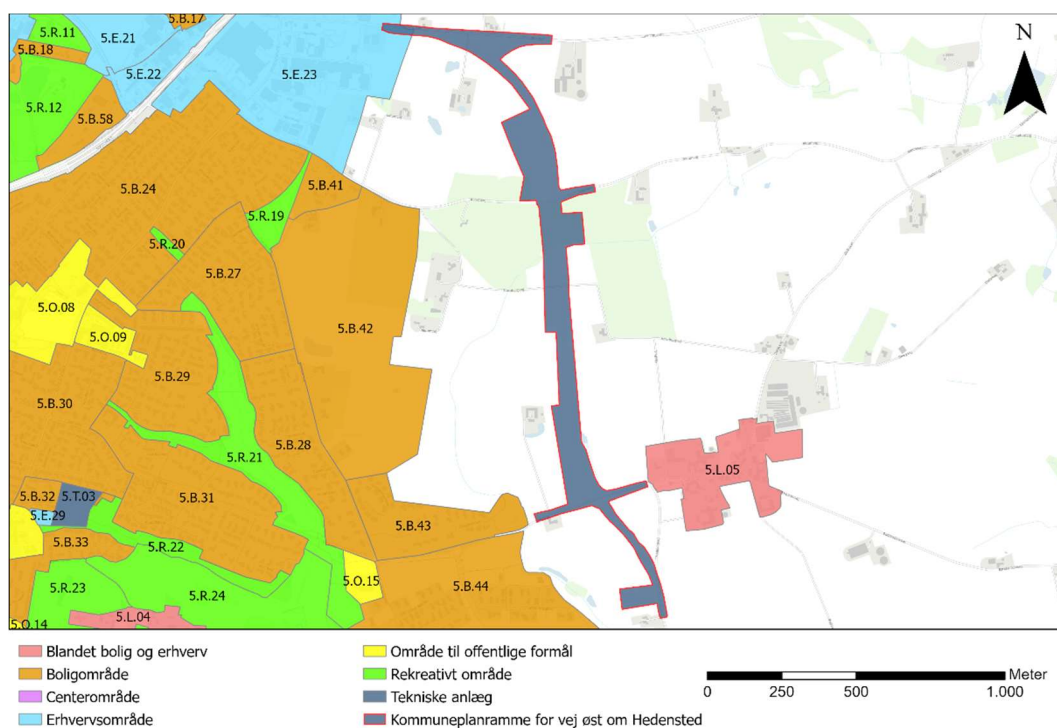 5.R.11
5.B.17
5.E.21
5.B.18
5.E.22
5.E.23
N
5.R.12
5.B.58
5.B.24
5.B.41
5.R.19
5.R.20
5.B.27
5.O.08
5.O.09
5.B.42
5.B.29
5.B.30
5.B.28
5.R.21
5.L.05
5.B.32
5.T.03
5.B.31
5.E.29
5.B.43
5.B.33
5.R.22
5.O.15
5.R.23
5.R.24
5.B.44
5.L.04
5.O.14
Blandet bolig og erhverv
Boligområde
Centerområde
Erhvervsområde
Område til offentlige formål
Rekreativt område
Tekniske anlæg
Kommuneplanramme for vej øst om Hedensted
Meter
0 250 500 1.000